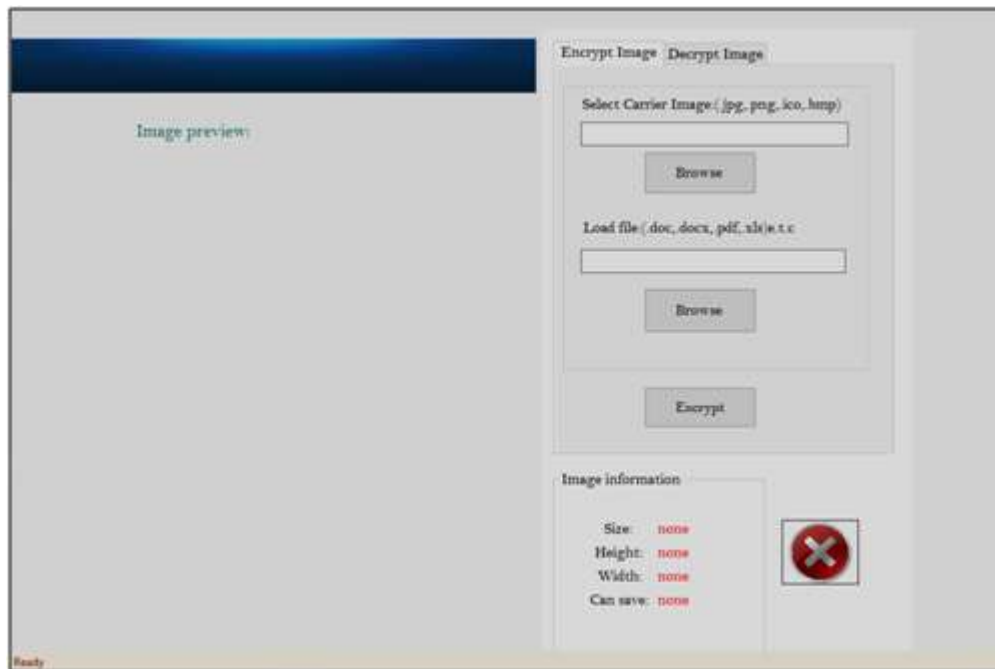 Encrypt Image Decrypt Image
Select Carrier Image:(.jpg,.png,.ico,.bmp)
Image preview:
Browse
Load file:(.doc,.docx,.pdf,.xls)e.t.c
Browse
Encrypt
Image information
Size: none
Height: none
Width: none
Can save: none
Ready